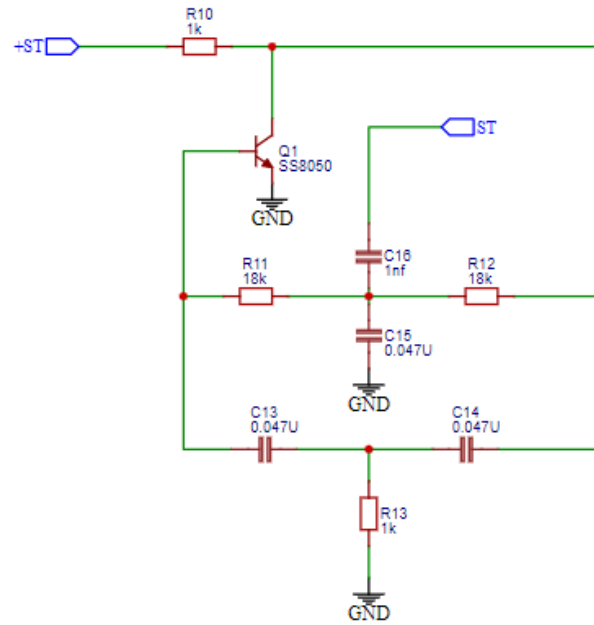 R10
1k
+ST
Q1
SS8050
GND
ST
C16
1nf
R11
18k
R12
18k
C15
0.047U
GND
C13
0.047U
C14
0.047U
R13
1k
GND